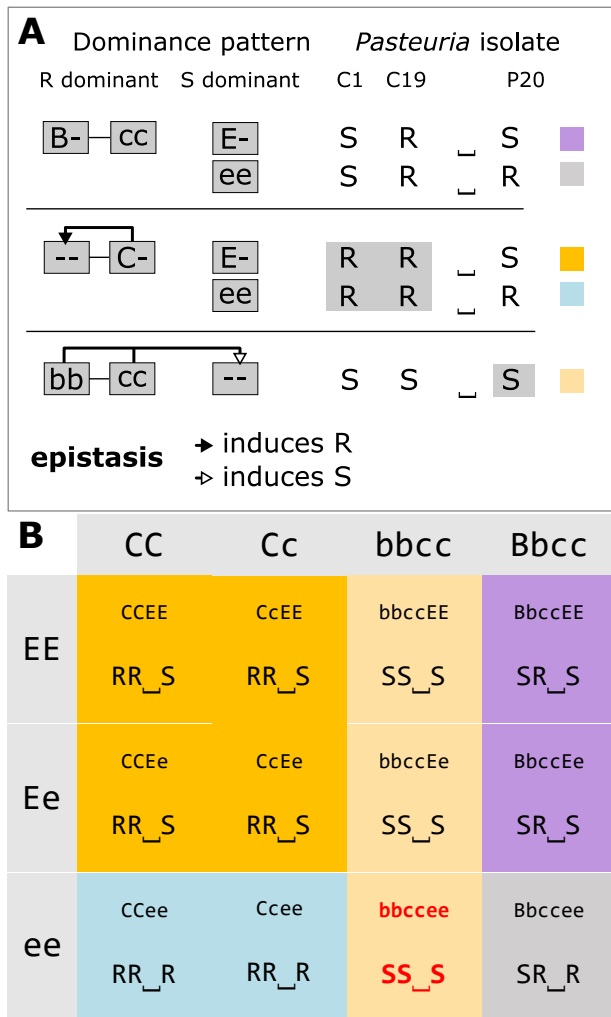 A
Dominance pattern Pasteuria isolate
R dominant S dominant C1 C19 P20
B- cc E- S R ⎵ S
ee S R ⎵ R
-- C- E- R R ⎵ S
ee R R ⎵ R
bb cc -- S S ⎵ S
epistasis induces R
induces S
B
CC Cc bbcc Bbcc
CCEE CcEE bbccEE BbccEE
EE
RR⎵S RR⎵S SS⎵S SR⎵S
CCEe CcEe bbccEe BbccEe
Ee
RR⎵S RR⎵S SS⎵S SR⎵S
CCee Ccee bbccee Bbccee
ee
RR⎵R RR⎵R SS⎵S SR⎵R